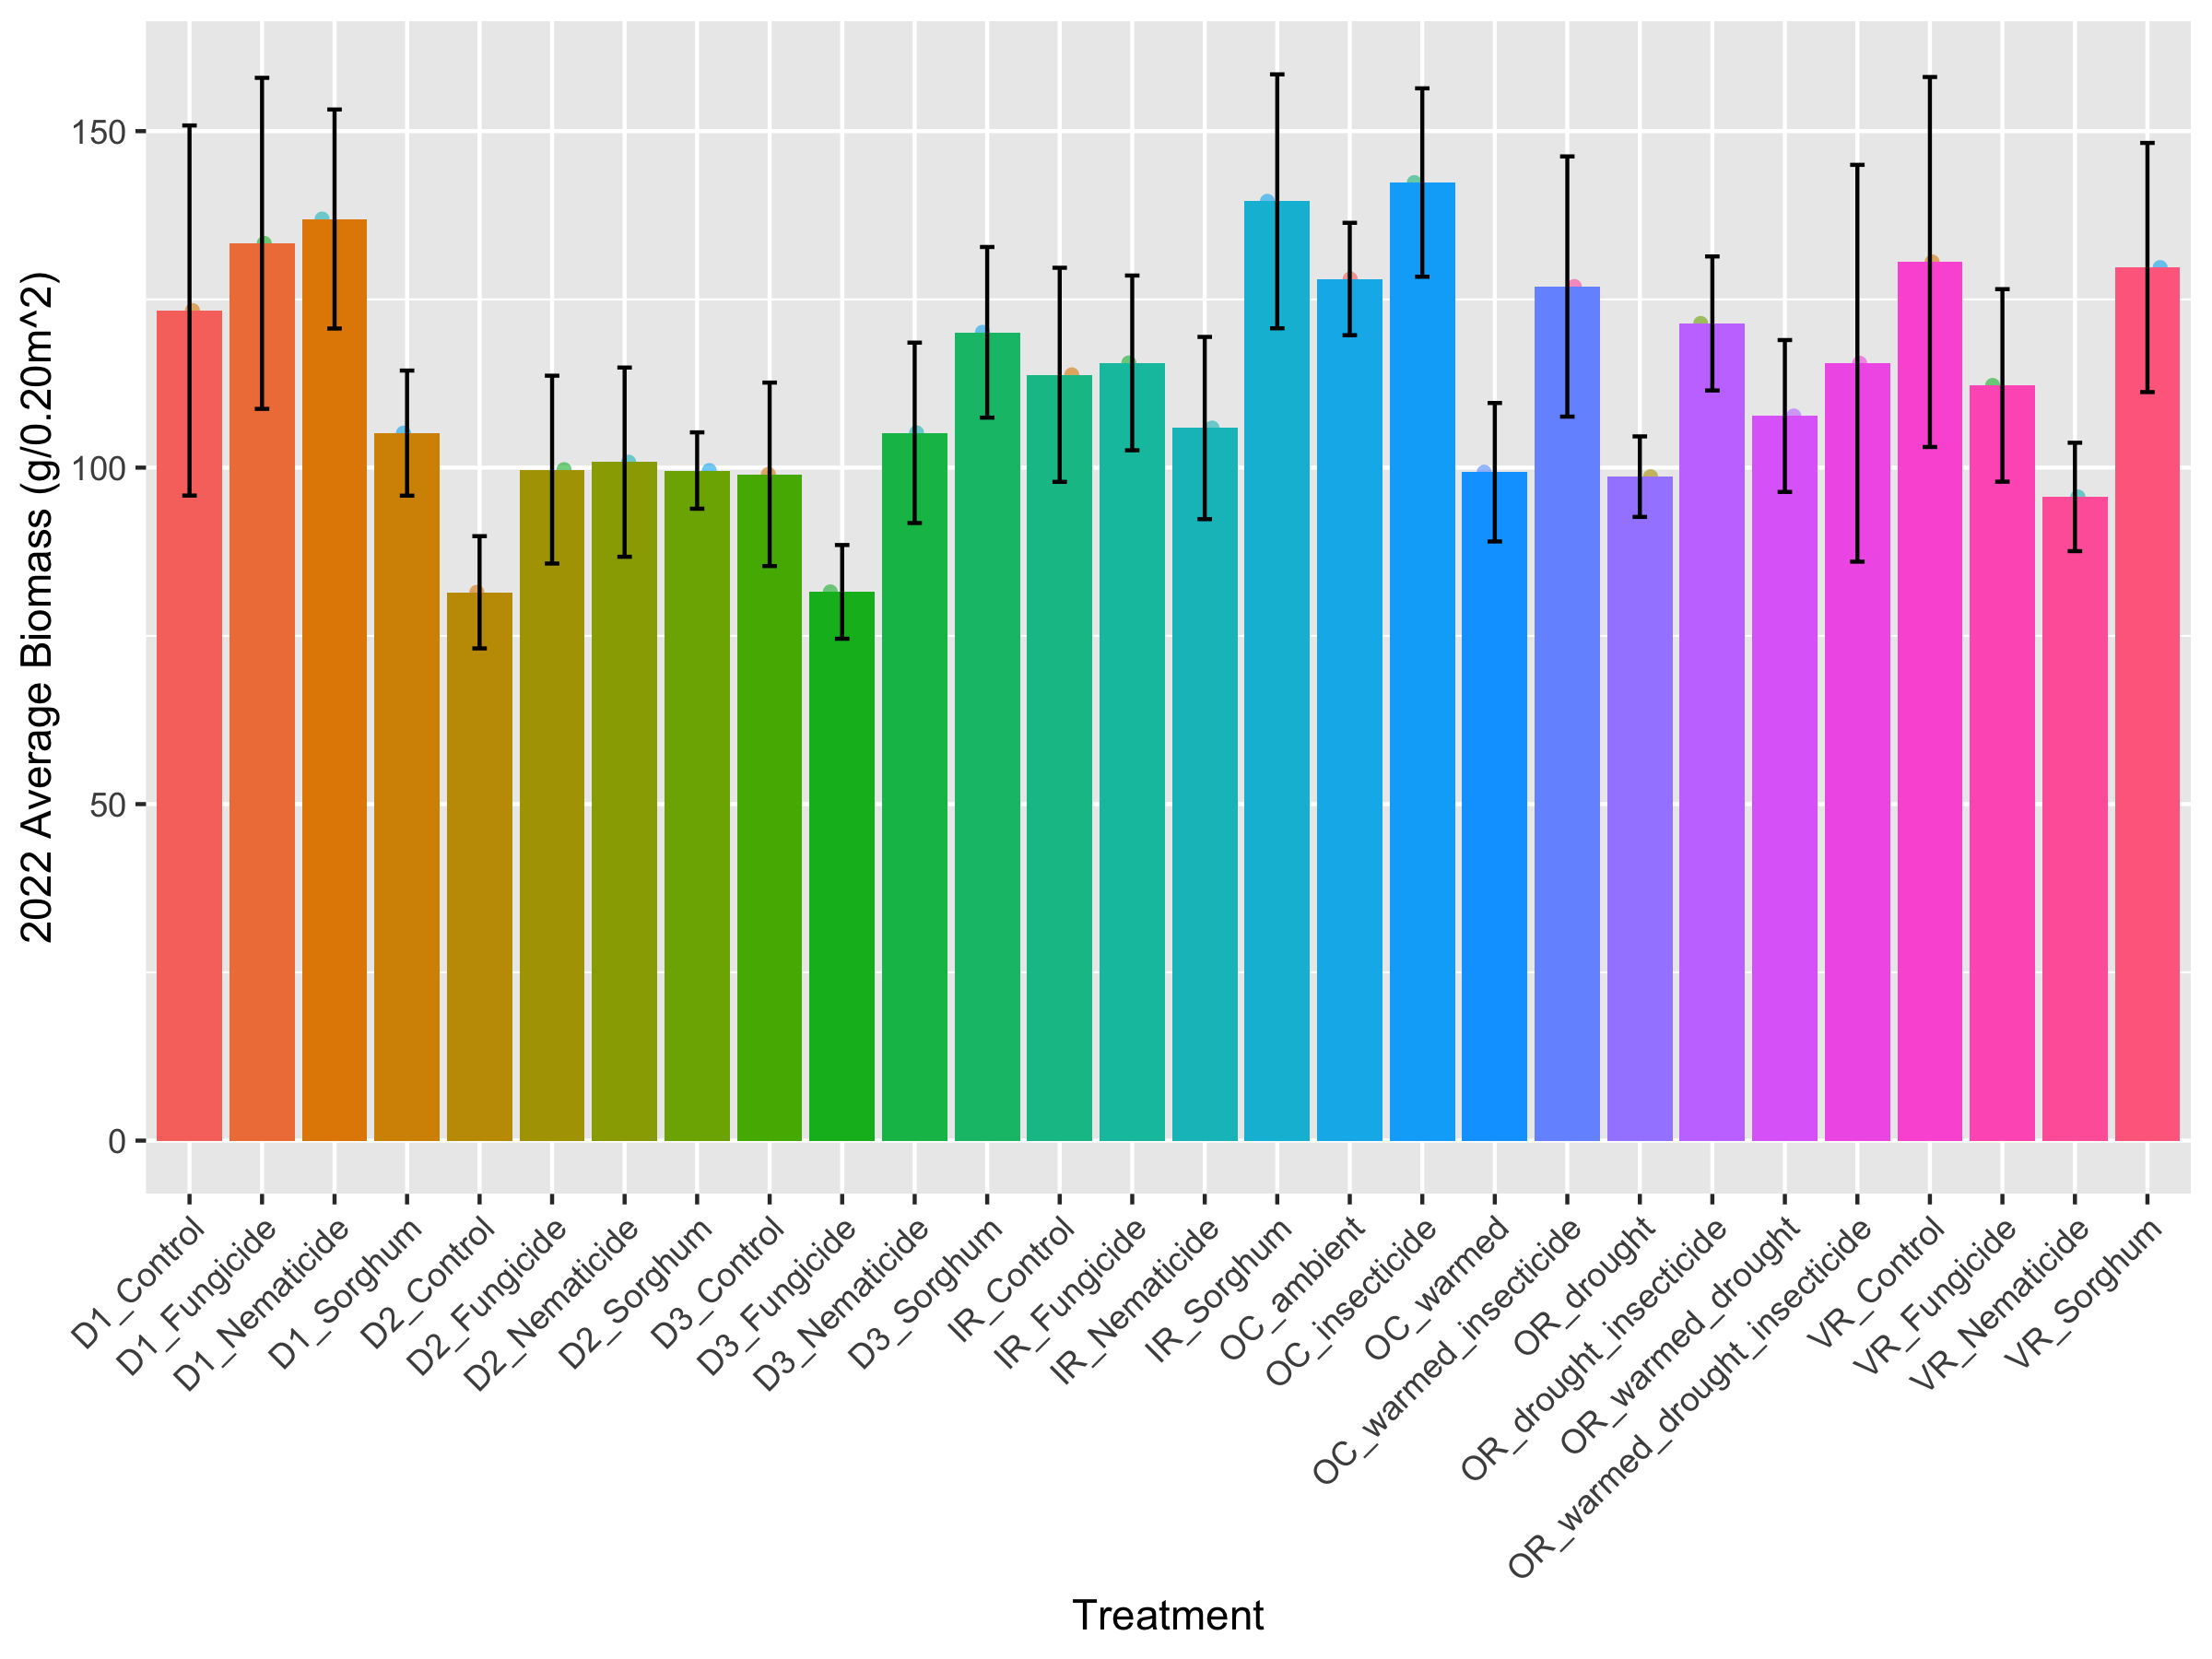 2022 Average Biomass (g/0.20m^2)
150
100
50
0
D1_Control
D1_Fungicide
D1_Nematicide
D1_Sorghum
D2_Control
D2_Fungicide
D2_Nematicide
D2_Sorghum
D3_Control
D3_Fungicide
D3_Nematicide
D3_Sorghum
IR_Control
IR_Fungicide
IR_Nematicide
IR_Sorghum
OC_ambient
OC_insecticide
OC_warmed
OC_warmed_insecticide
OR_drought
OR_drought_insecticide
OR_warmed_drought
OR_warmed_drought_insecticide
VR_Control
VR_Fungicide
VR_Nematicide
VR_Sorghum
Treatment